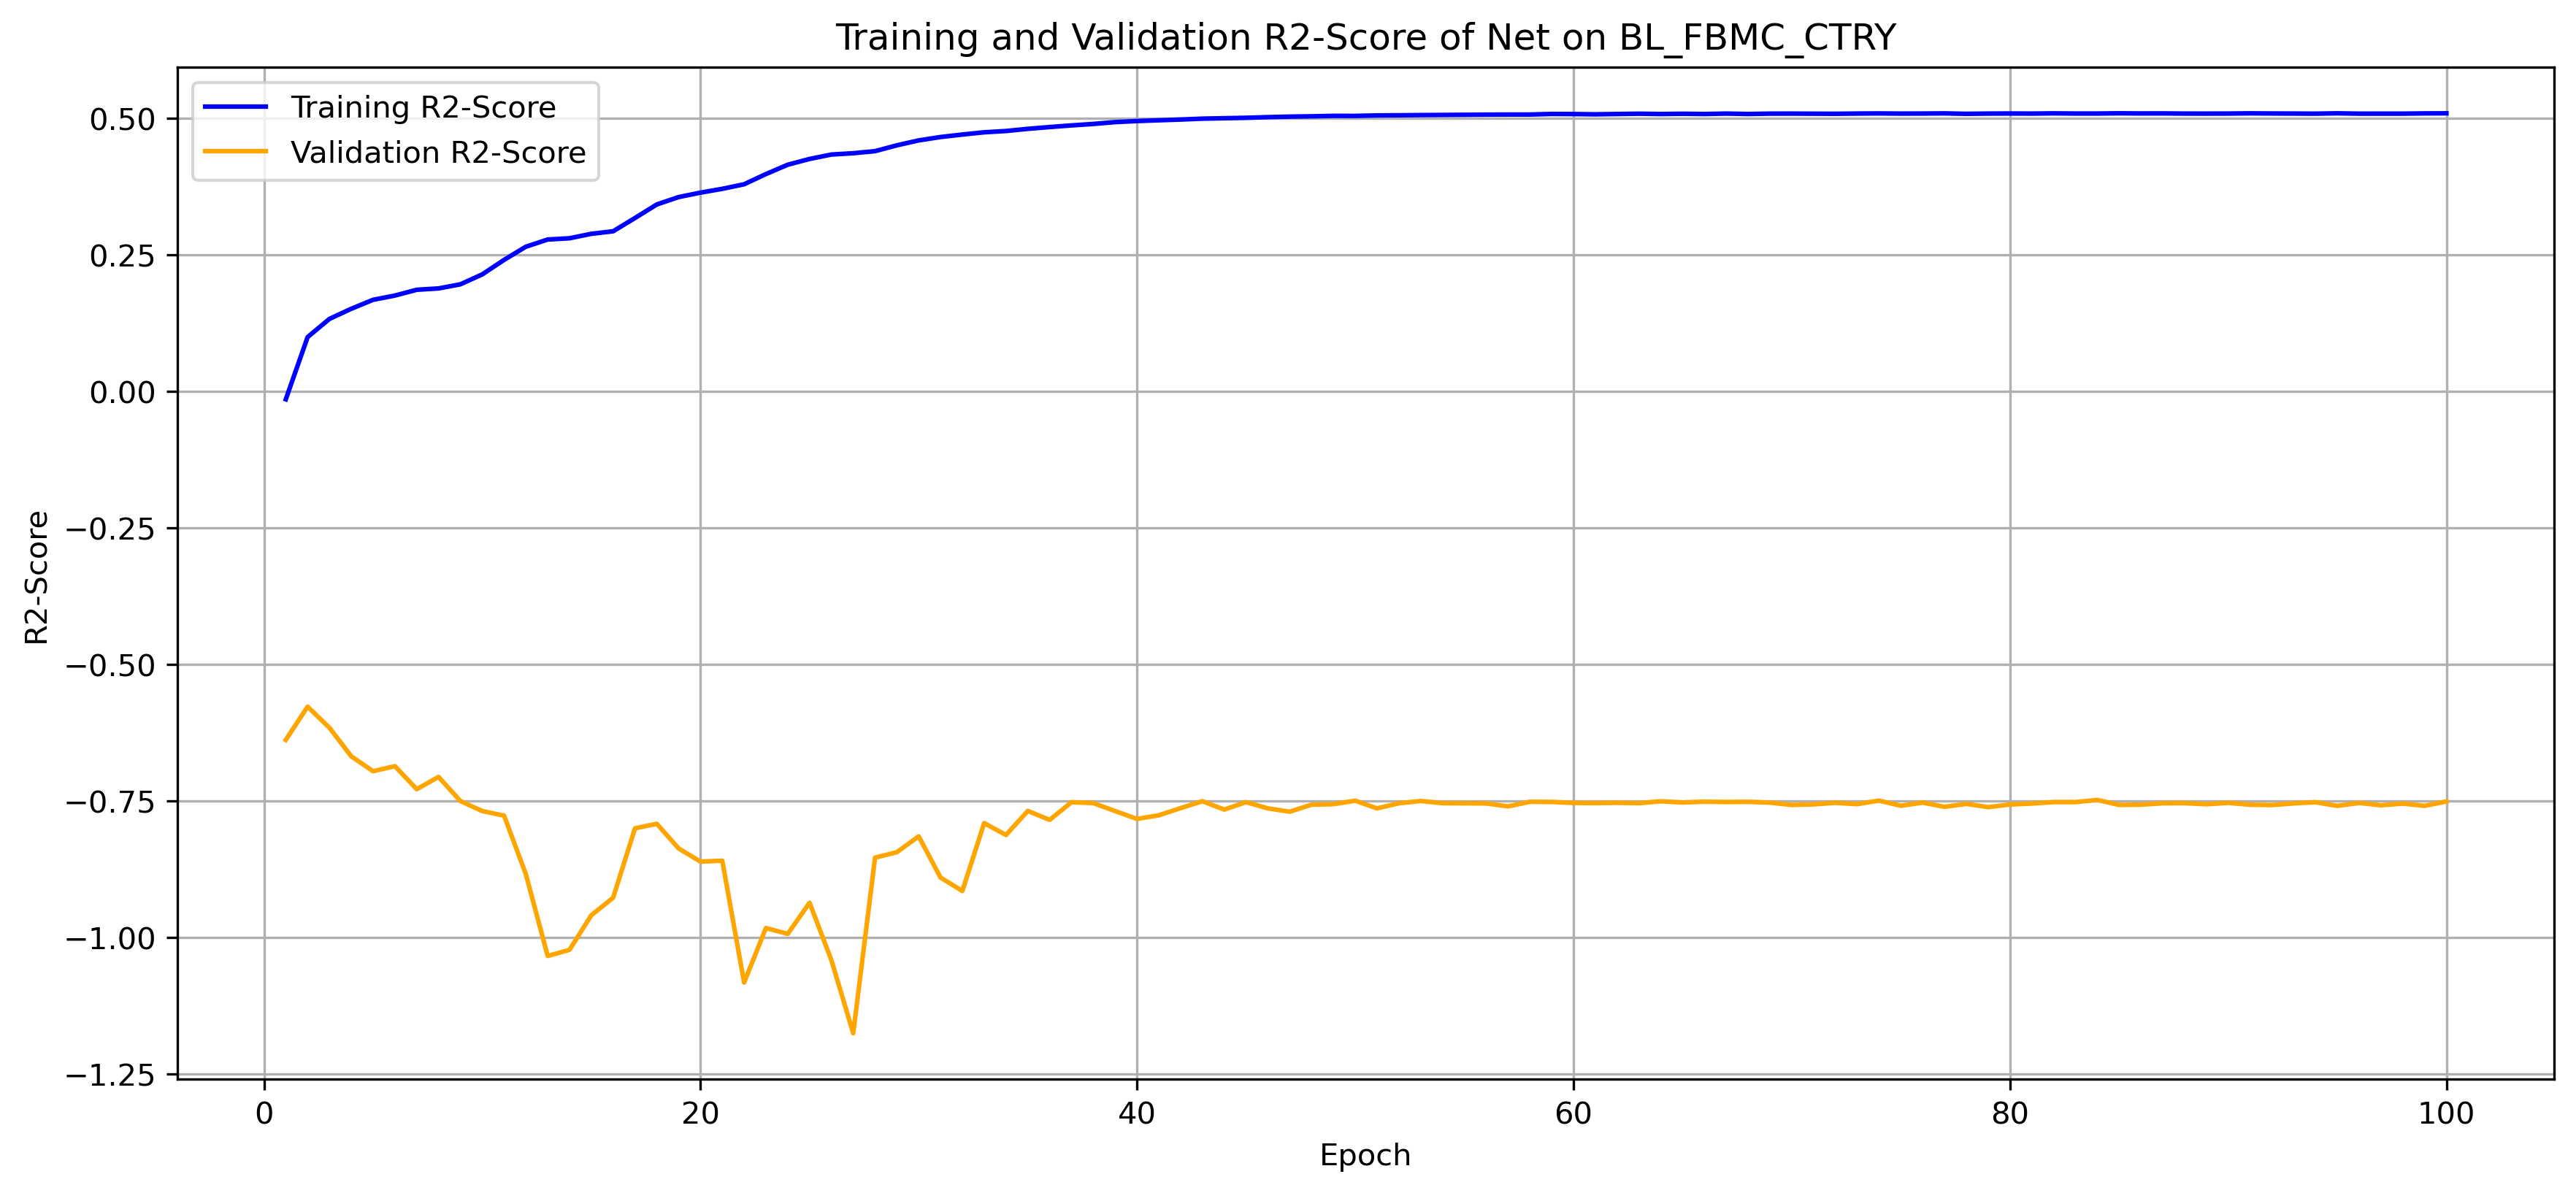 Training and Validation R2-Score of Net on BL_FBMC_CTRY
Training R2-Score
Validation R2-Score
0.50
0.25
0.00
−0.25
−0.50
−0.75
−1.00
−1.25
R2-Score
0 20 40 60 80 100
Epoch